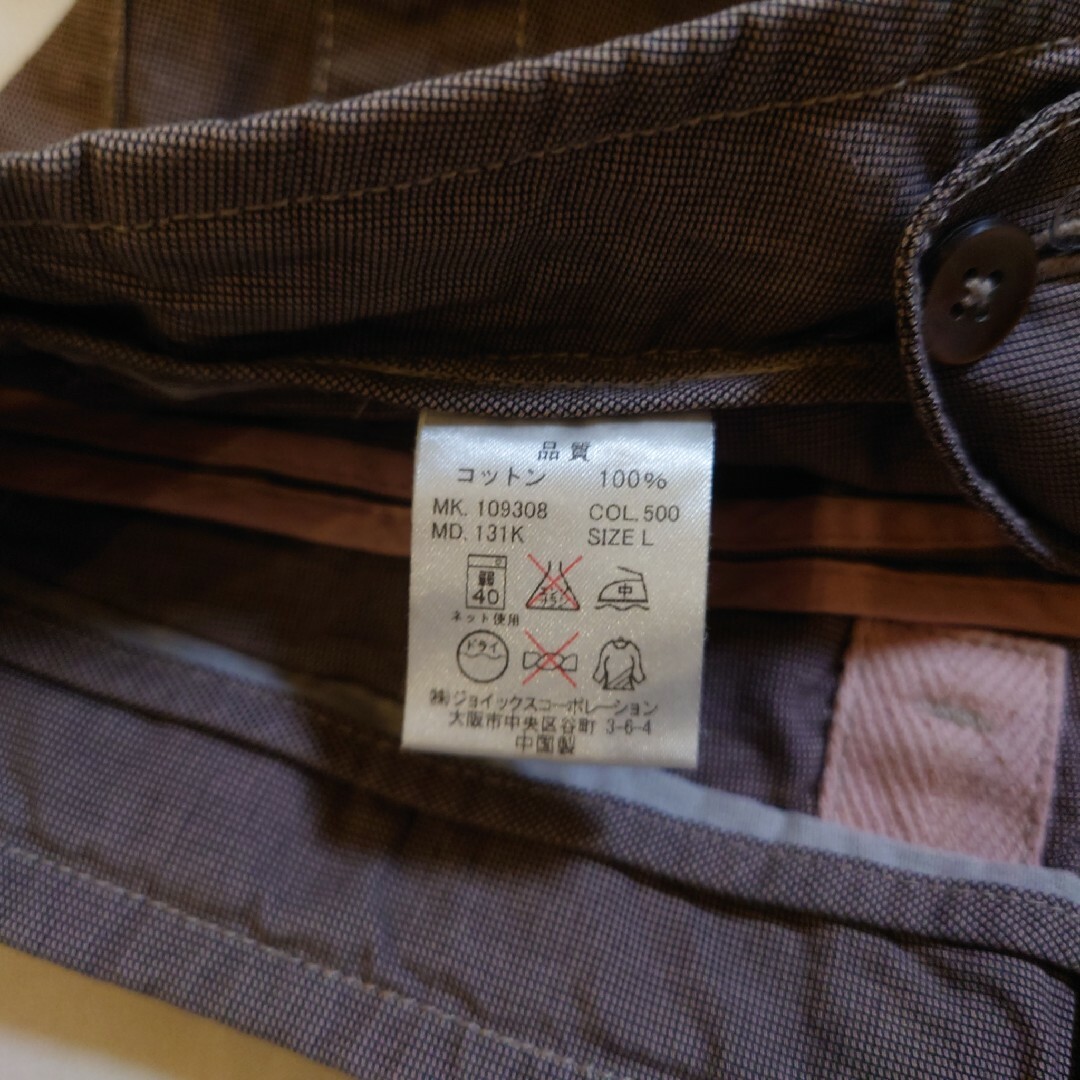 品質
コットン 100%
MK. 109308 COL. 500
MD. 131K SIZE L
弱 40 中
ネット使用
ドライ
㈱ジョイックスコーポレーション
大阪市中央区谷町 3-6-4
中国製